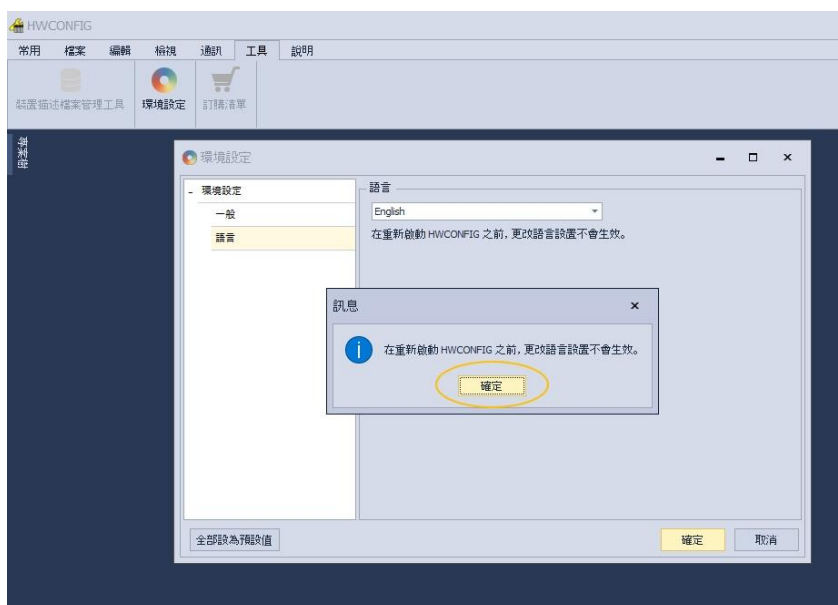 HWCONFIG
常用 檔案 編輯 檢視 通訊 工具 說明
裝置描述檔案管理工具 環境設定 訂購清單
專案樹
環境設定
- 環境設定
一般
語言
語言
English
在重新啟動 HWCONFIG 之前,更改語言設置不會生效。
訊息
在重新啟動 HWCONFIG 之前,更改語言設置不會生效。
確定
全部設為預設值
確定 取消